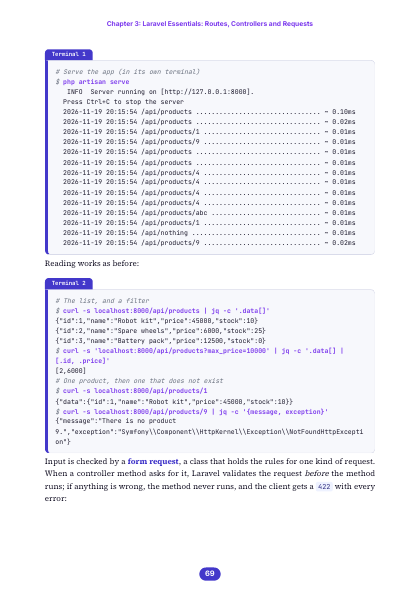 Chapter 3: Laravel Essentials: Routes, Controllers and Requests
Terminal 1
# Serve the app (in its own terminal)
$ php artisan serve
INFO  Server running on [http://127.0.0.1:8000].
Press Ctrl+C to stop the server
2026-11-19 20:15:54 /api/products ................................ ~ 0.10ms
2026-11-19 20:15:54 /api/products ................................ ~ 0.02ms
2026-11-19 20:15:54 /api/products/1 .............................. ~ 0.01ms
2026-11-19 20:15:54 /api/products/9 .............................. ~ 0.01ms
2026-11-19 20:15:54 /api/products ................................ ~ 0.01ms
2026-11-19 20:15:54 /api/products ................................ ~ 0.01ms
2026-11-19 20:15:54 /api/products/4 .............................. ~ 0.01ms
2026-11-19 20:15:54 /api/products/4 .............................. ~ 0.01ms
2026-11-19 20:15:54 /api/products/4 .............................. ~ 0.01ms
2026-11-19 20:15:54 /api/products/4 .............................. ~ 0.01ms
2026-11-19 20:15:54 /api/products/abc ............................ ~ 0.01ms
2026-11-19 20:15:54 /api/products/1 .............................. ~ 0.01ms
2026-11-19 20:15:54 /api/nothing ................................. ~ 0.01ms
2026-11-19 20:15:54 /api/products/9 .............................. ~ 0.02ms
Reading works as before:
Terminal 2
# The list, and a filter
$ curl -s localhost:8000/api/products | jq -c '.data[]'
{"id":1,"name":"Robot kit","price":45000,"stock":10}
{"id":2,"name":"Spare wheels","price":6000,"stock":25}
{"id":3,"name":"Battery pack","price":12500,"stock":0}
$ curl -s 'localhost:8000/api/products?max_price=10000' | jq -c '.data[] |
[.id, .price]'
[2,6000]
# One product, then one that does not exist
$ curl -s localhost:8000/api/products/1
{"data":{"id":1,"name":"Robot kit","price":45000,"stock":10}}
$ curl -s localhost:8000/api/products/9 | jq -c '{message, exception}'
{"message":"There is no product
9.","exception":"Symfony\\Component\\HttpKernel\\Exception\\NotFoundHttpExcepti
on"}
Input is checked by a form request, a class that holds the rules for one kind of request.
When a controller method asks for it, Laravel validates the request before the method
runs; if anything is wrong, the method never runs, and the client gets a 422 with every
error:
69